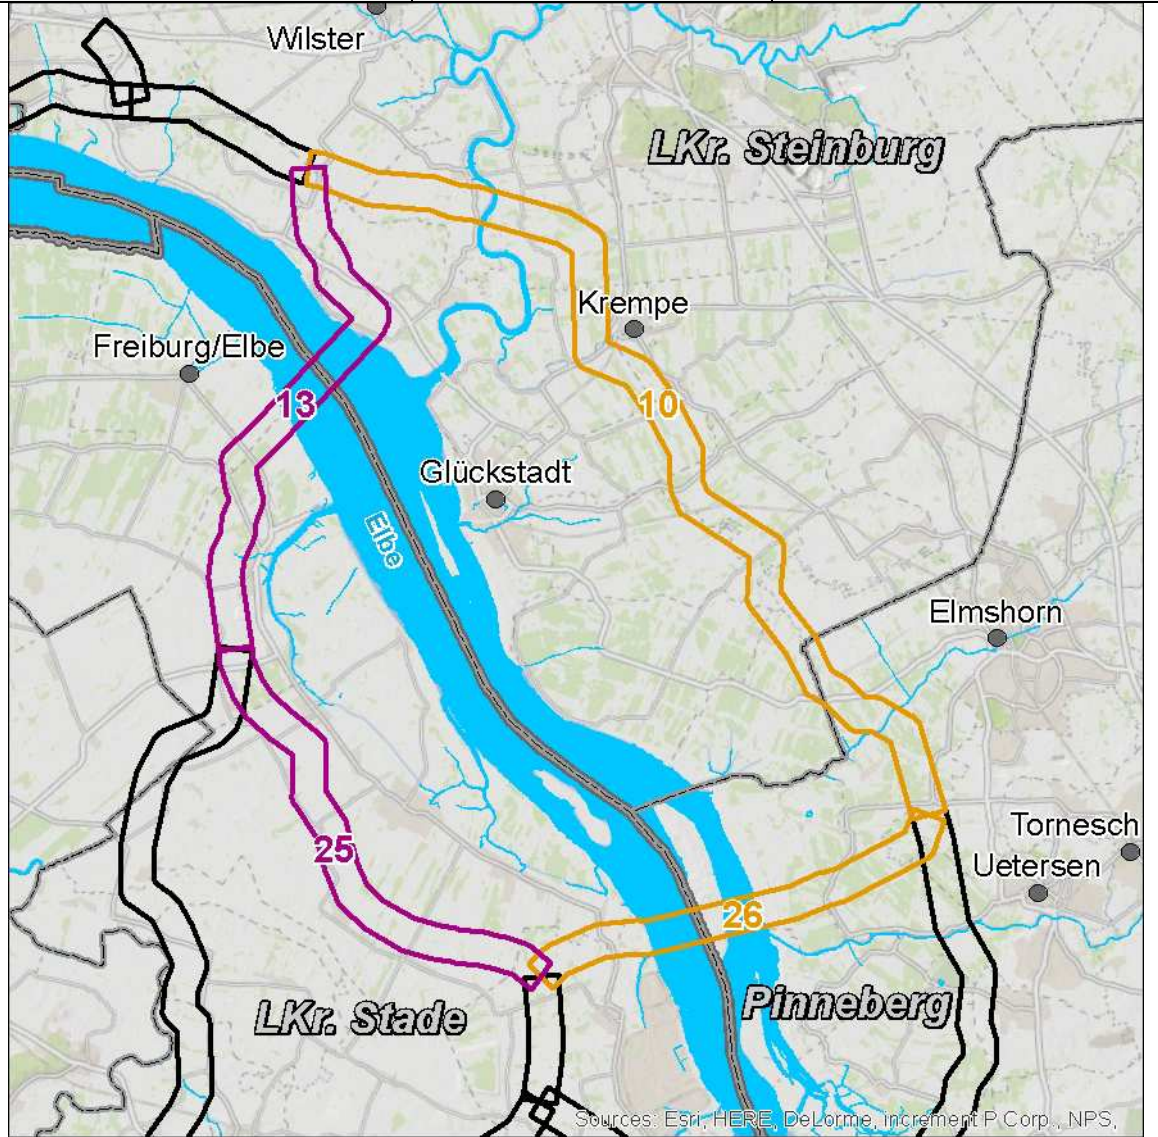 Wilster
LKr. Steinburg
Krempe
Freiburg/Elbe
13
10
Glückstadt
Elbe
Elmshorn
Tornesch
25
Uetersen
26
LKr. Stade
Pinneberg
Sources: Esri, HERE, DeLorme, increment P Corp., NPS,